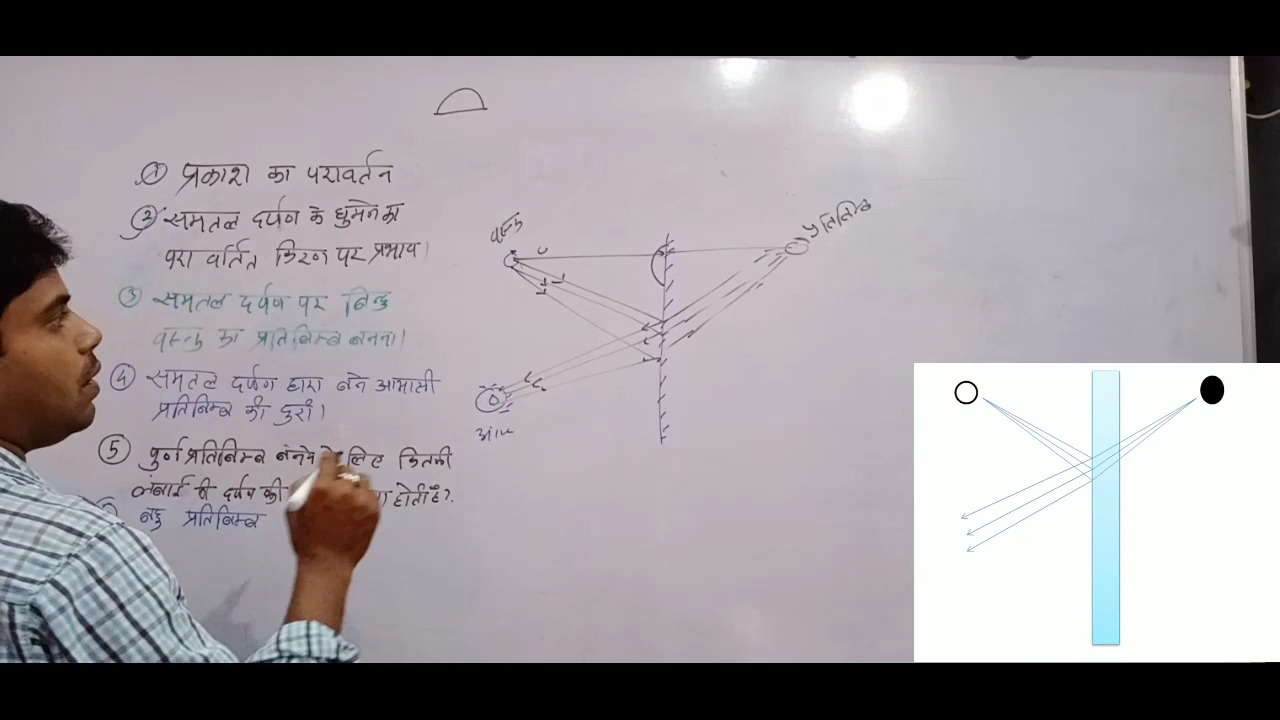 ① प्रकाश का परावर्तन
② समतल दर्पण के घुमने का
परा वर्तित किरण पर प्रभाव।
③ समतल दर्पण पर बिन्दु
वस्तु का प्रतिबिम्ब बनना।
④ समतल दर्पण द्वारा बने आभासी
प्रतिबिम्ब की दुरी।
⑤ पुर्ण प्रतिबिम्ब बनने के लिए कितनी
लंबाई की दर्पण की होती है?
बहु प्रतिबिम्ब
वस्तु
प्रतिबिम्ब
आँख